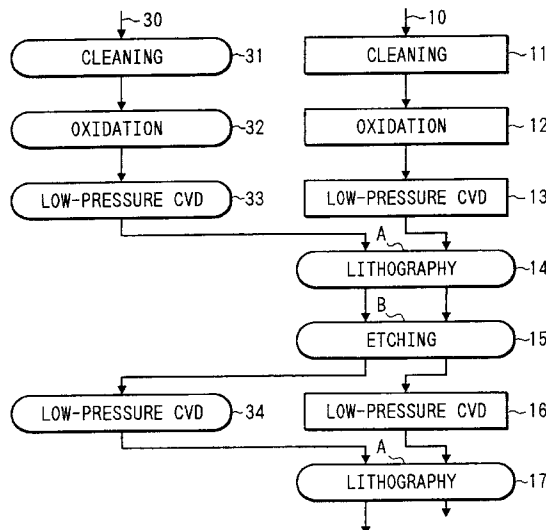 30 10
CLEANING 31 CLEANING 11
OXIDATION 32 OXIDATION 12
LOW-PRESSURE CVD 33 LOW-PRESSURE CVD 13
A
LITHOGRAPHY 14
B
ETCHING 15
LOW-PRESSURE CVD 34 LOW-PRESSURE CVD 16
A
LITHOGRAPHY 17